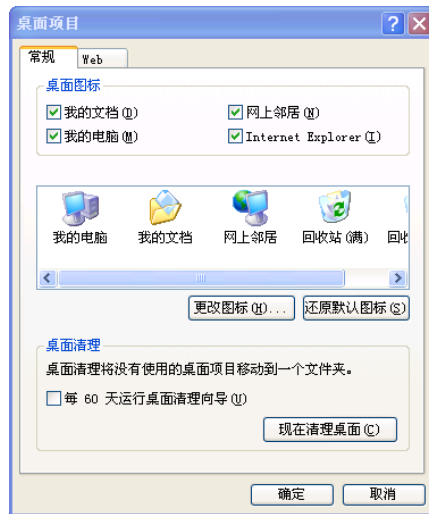 桌面项目
常规 Web
桌面图标
我的文档(D) 网上邻居(N)
我的电脑(M) Internet Explorer(I)
我的电脑 我的文档 网上邻居 回收站(满)
更改图标(H)... 还原默认图标(S)
桌面清理
桌面清理将没有使用的桌面项目移动到一个文件夹。
每 60 天运行桌面清理向导(U)
现在清理桌面(C)
确定 取消